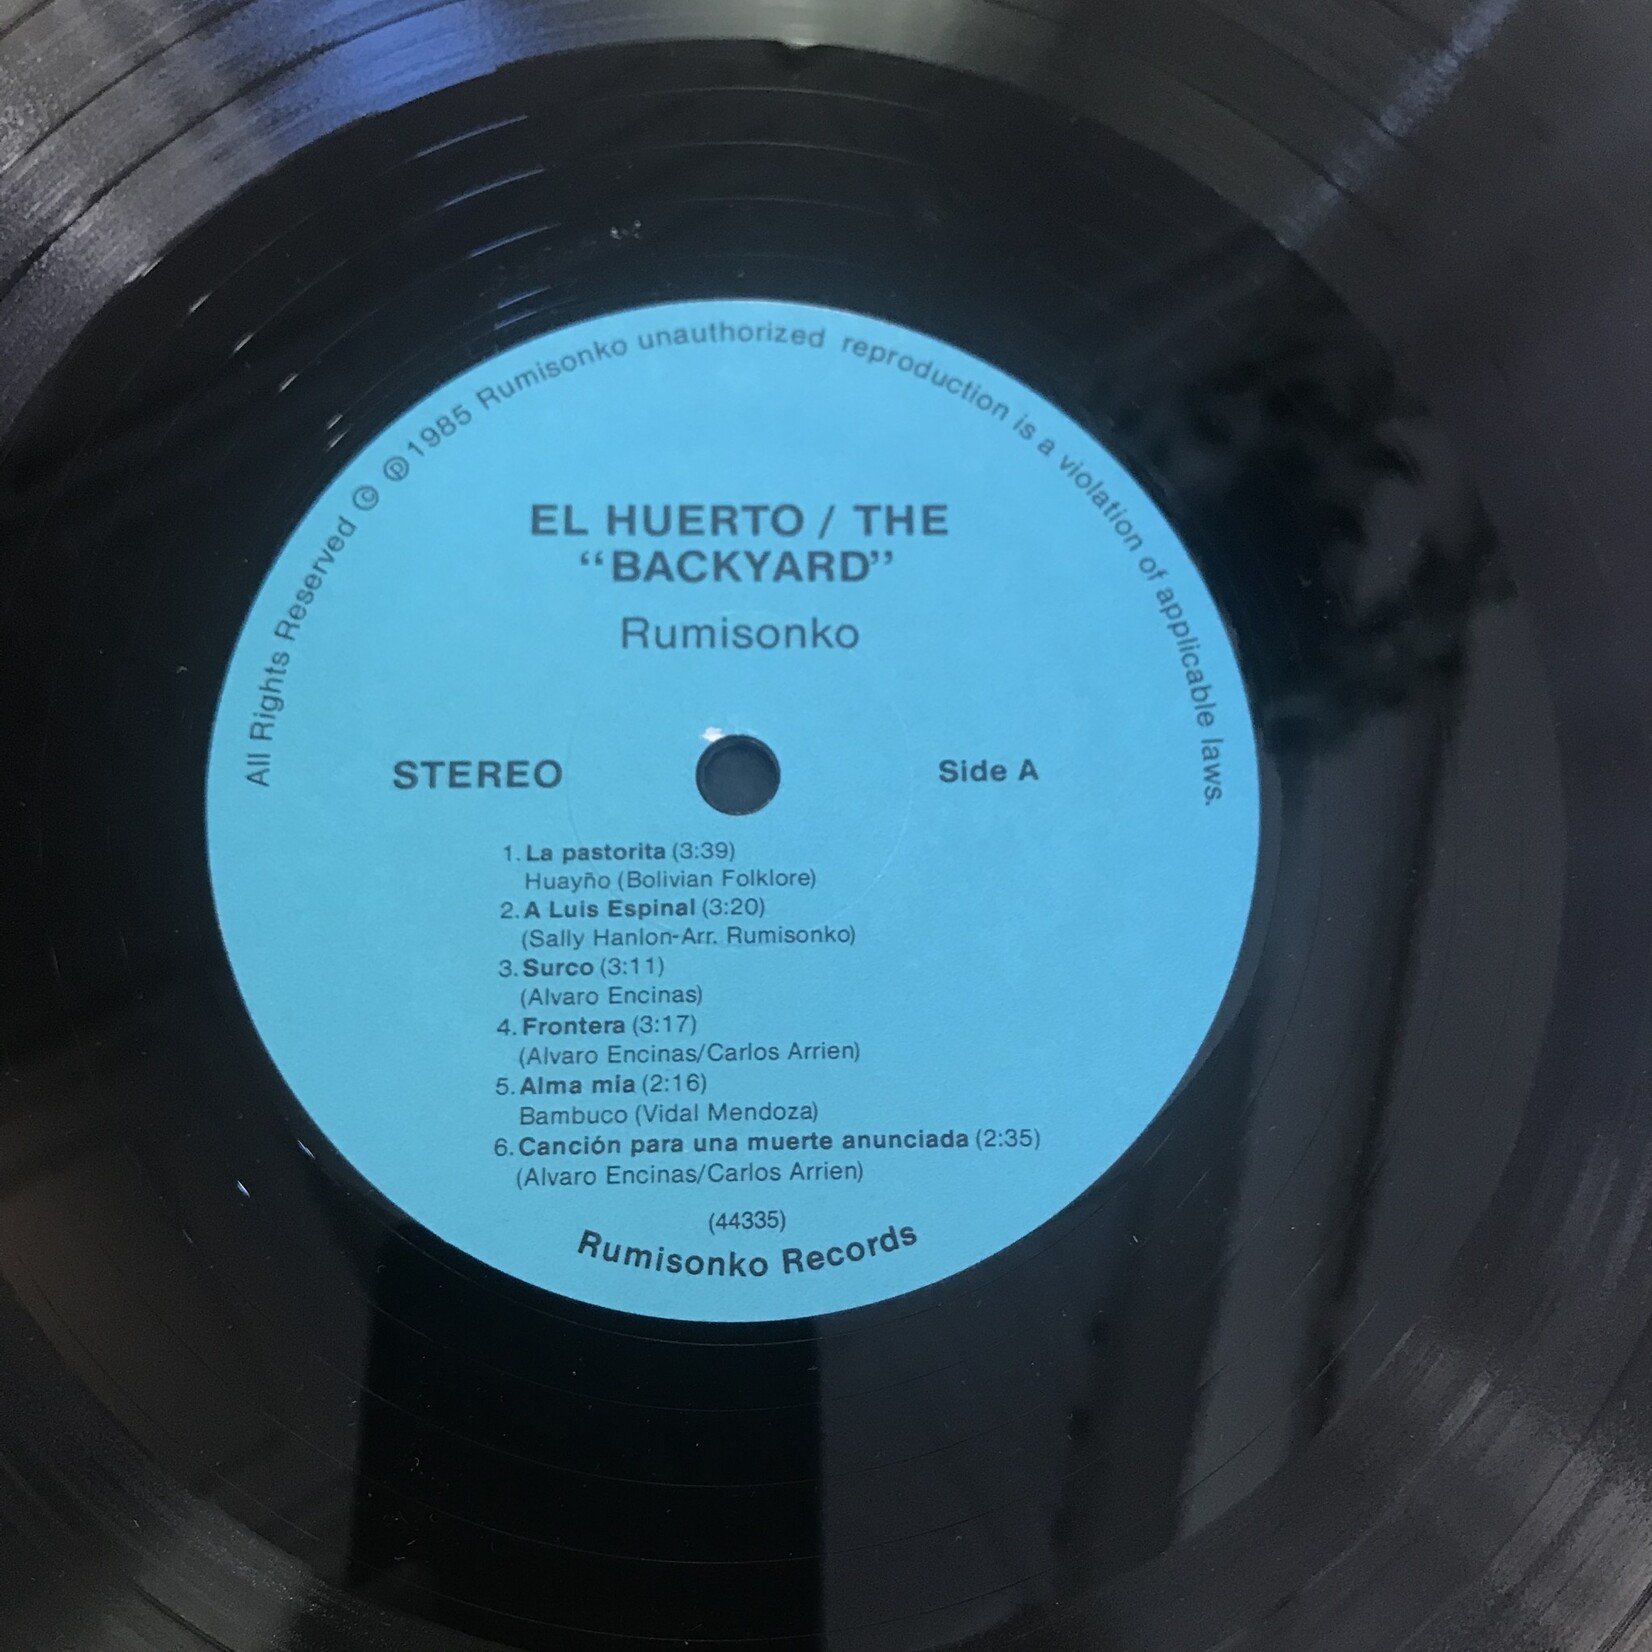 All Rights Reserved © ℗ 1985 Rumisonko unauthorized reproduction is a violation of applicable laws.
EL HUERTO / THE
“BACKYARD”
Rumisonko
STEREO
Side A
1. La pastorita (3:39)
Huayño (Bolivian Folklore)
2. A Luis Espinal (3:20)
(Sally Hanlon-Arr. Rumisonko)
3. Surco (3:11)
(Alvaro Encinas)
4. Frontera (3:17)
(Alvaro Encinas/Carlos Arrien)
5. Alma mia (2:16)
Bambuco (Vidal Mendoza)
6. Canción para una muerte anunciada (2:35)
(Alvaro Encinas/Carlos Arrien)
(44335)
Rumisonko Records